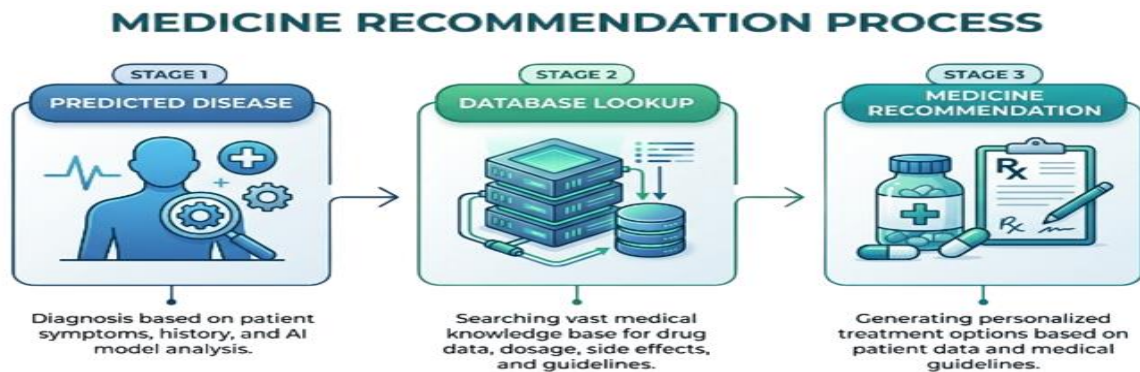 MEDICINE RECOMMENDATION PROCESS
STAGE 1
PREDICTED DISEASE
Diagnosis based on patient
symptoms, history, and AI
model analysis.
STAGE 2
DATABASE LOOKUP
Searching vast medical
knowledge base for drug
data, dosage, side effects,
and guidelines.
STAGE 3
MEDICINE
RECOMMENDATION
Rx
Rx
Generating personalized
treatment options based on
patient data and medical
guidelines.